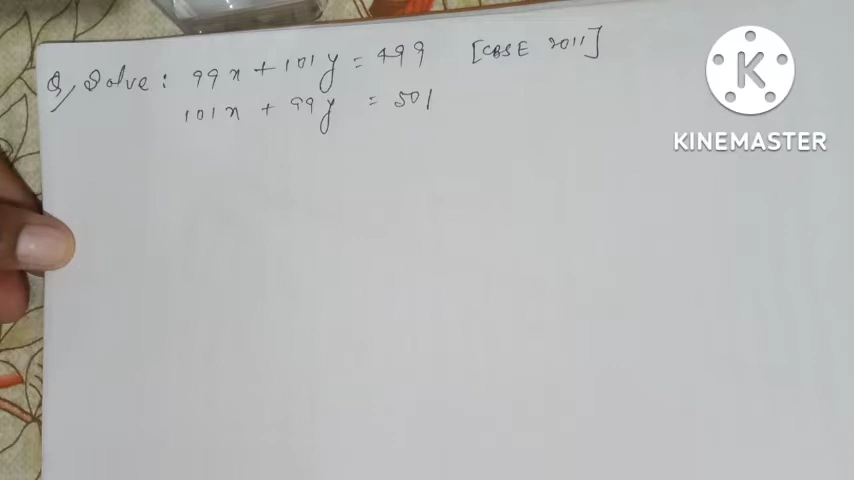 Q, Solve: 99x + 101y = 499 [CBSE 2011]
101x + 99y = 501
K
KINEMASTER